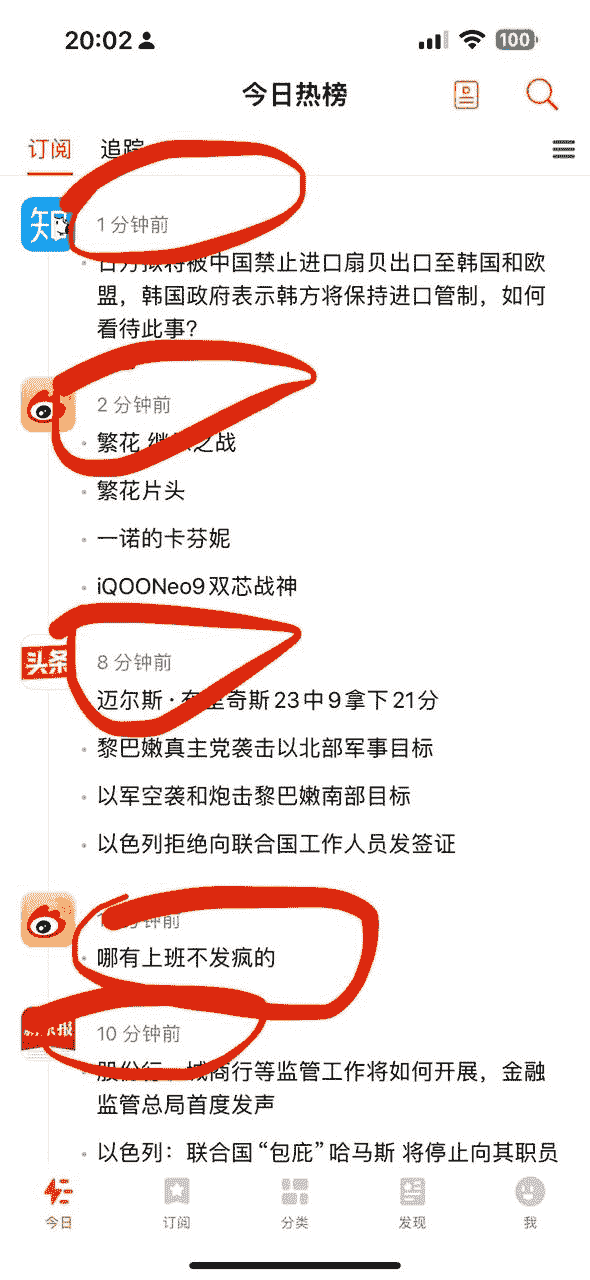 20:02
100
今日热榜
订阅 追踪
知
1 分钟前
日方拟将被中国禁止进口扇贝出口至韩国和欧
盟，韩国政府表示韩方将保持进口管制，如何
看待此事？
2 分钟前
繁花 之战
繁花片头
一诺的卡芬妮
iQOONeo9双芯战神
头条
8 分钟前
迈尔斯·布里奇斯23中9拿下21分
黎巴嫩真主党袭击以北部军事目标
以军空袭和炮击黎巴嫩南部目标
以色列拒绝向联合国工作人员发签证
分钟前
哪有上班不发疯的
报
10 分钟前
股份行、城商行等监管工作将如何开展，金融
监管总局首度发声
以色列：联合国“包庇”哈马斯 将停止向其职员
今日 订阅 分类 发现 我